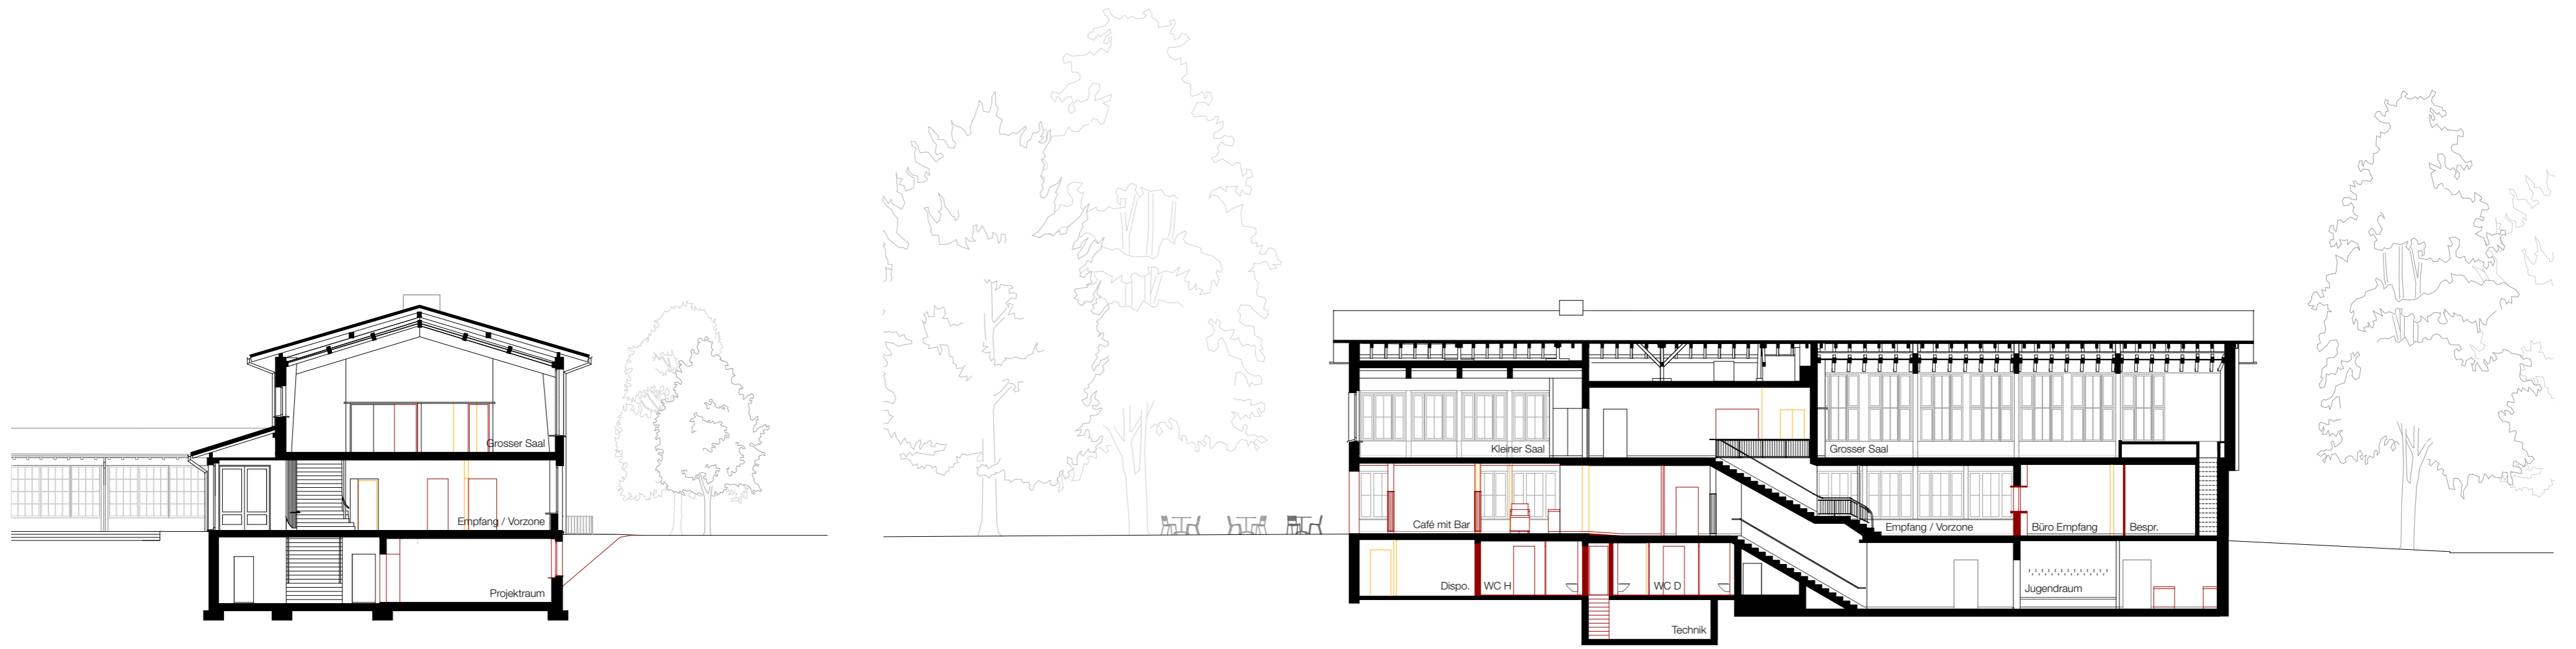 Grosser Saal
Empfang / Vorzone
Projektraum
Kleiner Saal
Grosser Saal
Café mit Bar
Empfang / Vorzone
Büro Empfang
Bespr.
Dispo.
WC H
WC D
Jugendraum
Technik